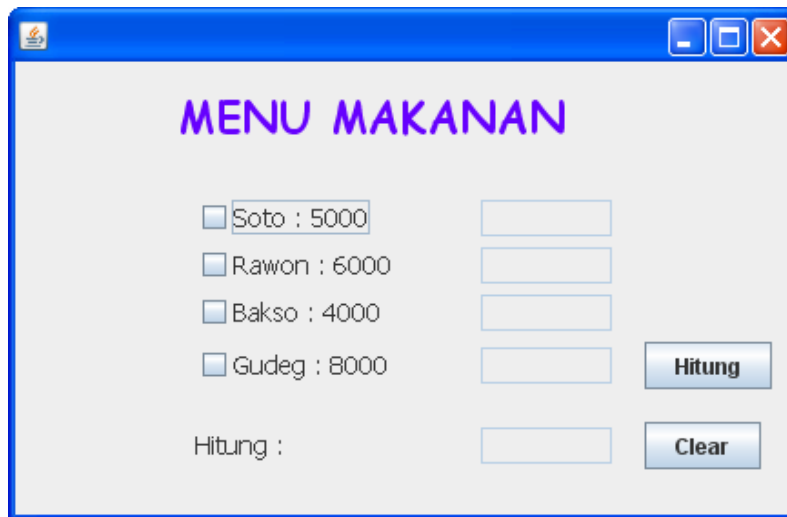 MENU MAKANAN
Soto : 5000
Rawon : 6000
Bakso : 4000
Gudeg : 8000
Hitung
Hitung :
Clear